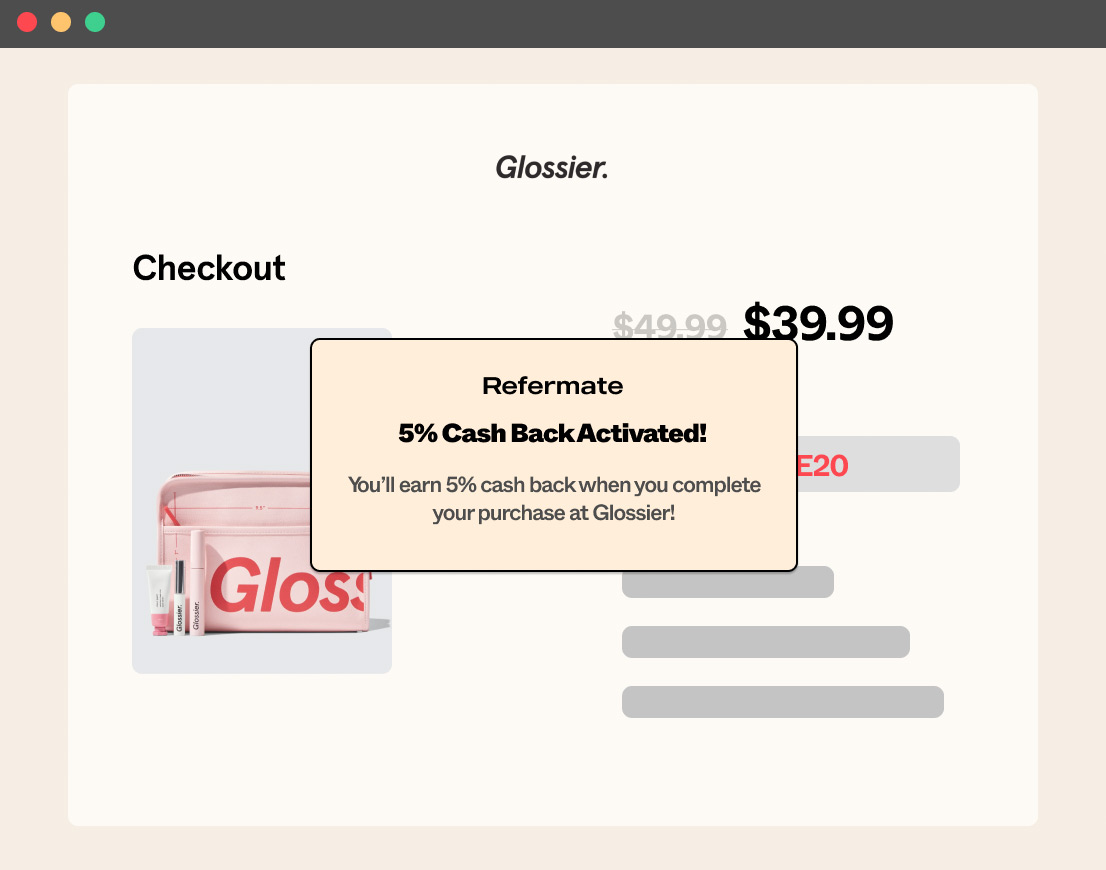 Glossier.
Checkout
$49.99 $39.99
Refermate
5% Cash Back Activated!
You'll earn 5% cash back when you complete
your purchase at Glossier!
E20
Gloss
Glossier.
Glossier.